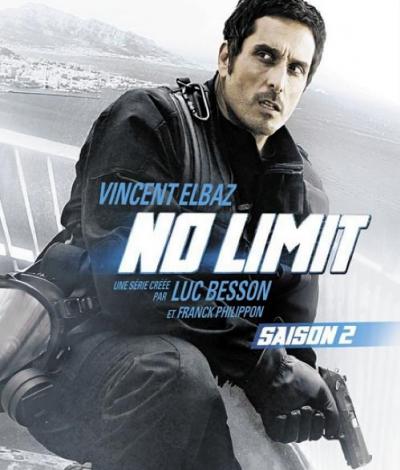 VINCENT ELBAZ
NO LIMIT
UNE SÉRIE CRÉÉE
PAR LUC BESSON
ET FRANCK PHILIPPON
SAISON 2